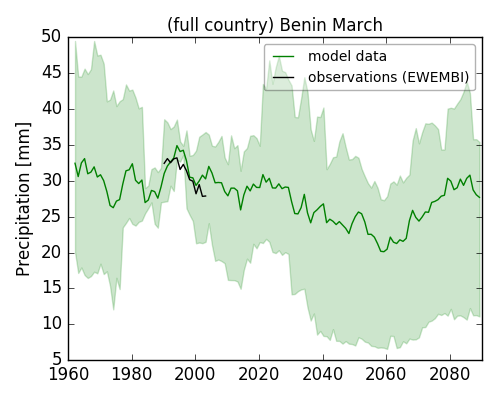 (full country) Benin March
model data
observations (EWEMBI)
Precipitation [mm]
50
45
40
35
30
25
20
15
10
5
1960 1980 2000 2020 2040 2060 2080